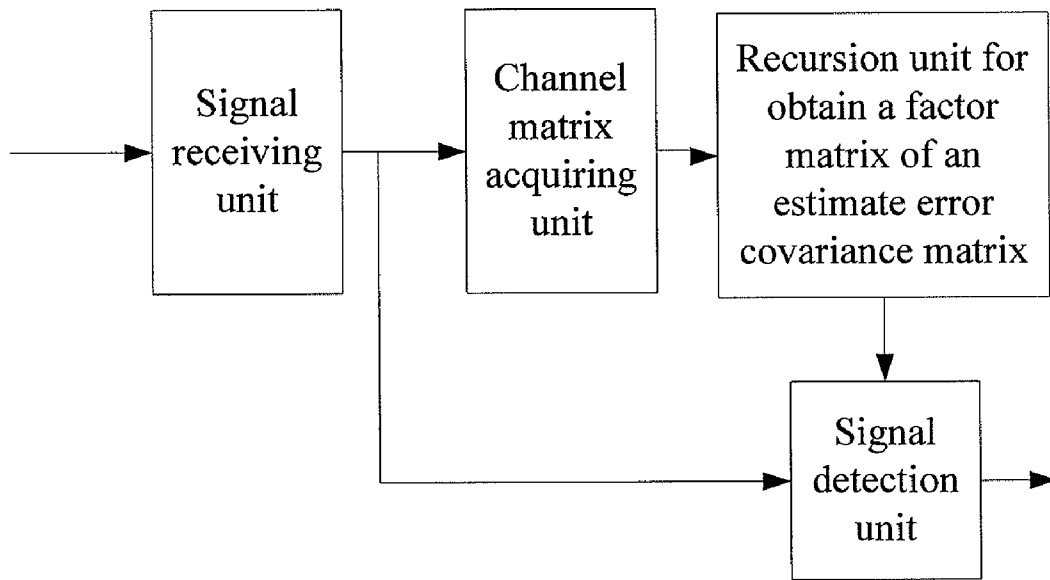 Signal
receiving
unit
Channel
matrix
acquiring
unit
Recursion unit for
obtain a factor
matrix of an
estimate error
covariance matrix
Signal
detection
unit